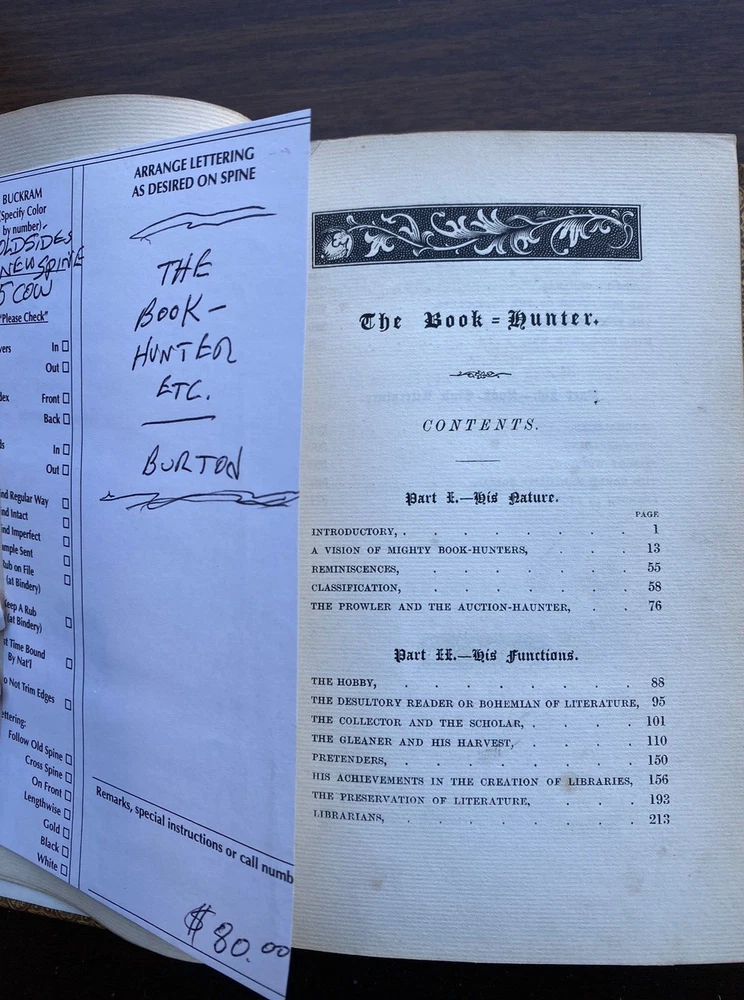 BUCKRAM
(Specify Color
by number)
OLDSIDES
NEW SPINE
5 COW
"Please Check"
In
Out
Front
Back
In
Out
nd Regular Way
nd Intact
nd Imperfect
ample Sent
ub on File
(at Bindery)
Keep A Rub
(at Bindery)
t Time Bound
By Nat'l
o Not Trim Edges
ettering:
Follow Old Spine
Cross Spine
On Front
Lengthwise
Gold
Black
White
ARRANGE LETTERING
AS DESIRED ON SPINE
THE
BOOK-
HUNTER
ETC.
BURTON
Remarks, special instructions or call numb
$80.00
The Book=Hunter.
CONTENTS.
Part I.—His Nature.
PAGE
INTRODUCTORY, . . . . . . . . 1
A VISION OF MIGHTY BOOK-HUNTERS, . . . 13
REMINISCENCES, . . . . . . . 55
CLASSIFICATION, . . . . . . . 58
THE PROWLER AND THE AUCTION-HAUNTER, . . 76
Part II.—His Functions.
THE HOBBY, . . . . . . . . 88
THE DESULTORY READER OR BOHEMIAN OF LITERATURE, 95
THE COLLECTOR AND THE SCHOLAR, . . . . 101
THE GLEANER AND HIS HARVEST, . . . . 110
PRETENDERS, . . . . . . . . 150
HIS ACHIEVEMENTS IN THE CREATION OF LIBRARIES, 156
THE PRESERVATION OF LITERATURE, . . . 193
LIBRARIANS, . . . . . . . . 213